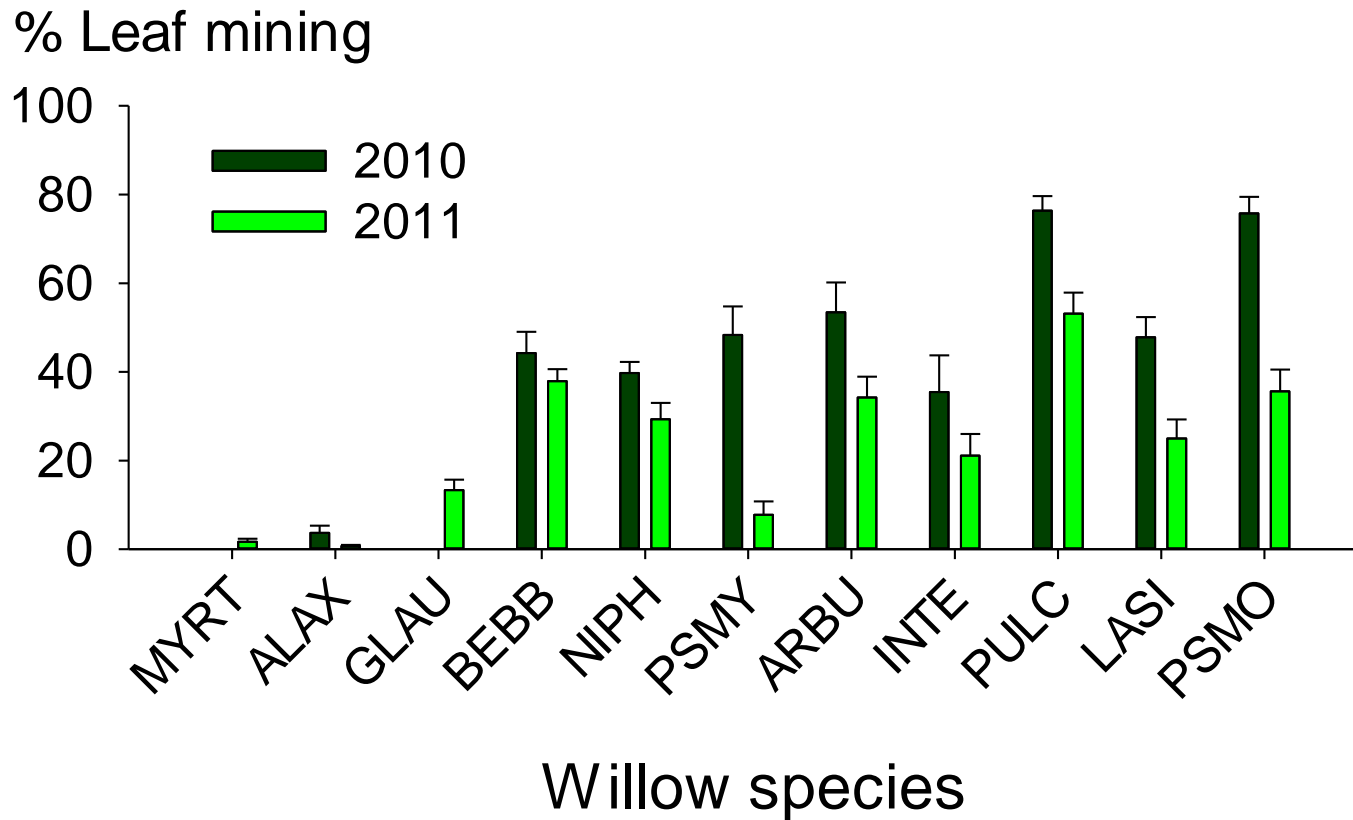 % Leaf mining
100
80
60
40
20
0
2010
2011
MYRT
ALAX
GLAU
BEBB
NIPH
PSMY
ARBU
INTE
PULC
LASI
PSMO
Willow species